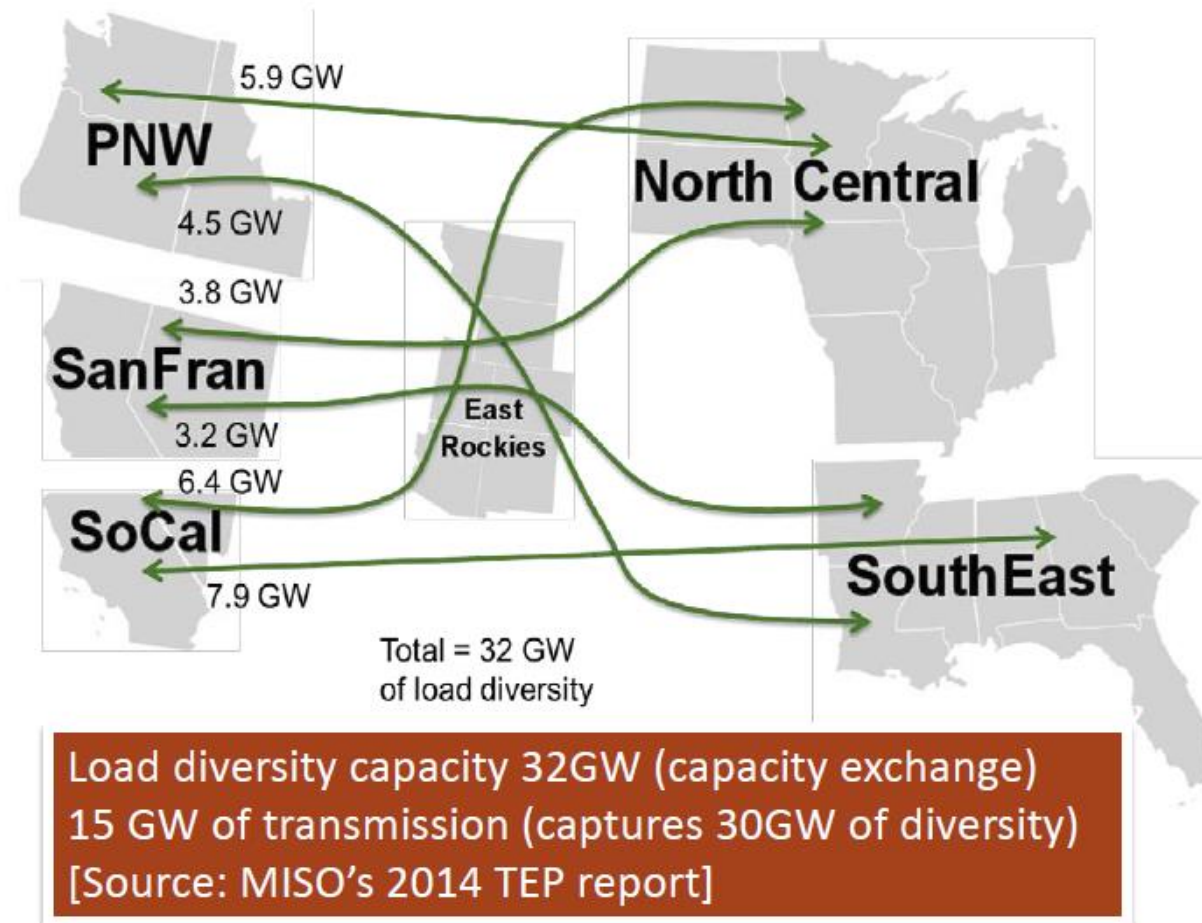 5.9 GW
PNW
4.5 GW
North Central
3.8 GW
SanFran
3.2 GW
East
Rockies
6.4 GW
SoCal
7.9 GW
SouthEast
Total = 32 GW
of load diversity
Load diversity capacity 32GW (capacity exchange)
15 GW of transmission (captures 30GW of diversity)
[Source: MISO’s 2014 TEP report]